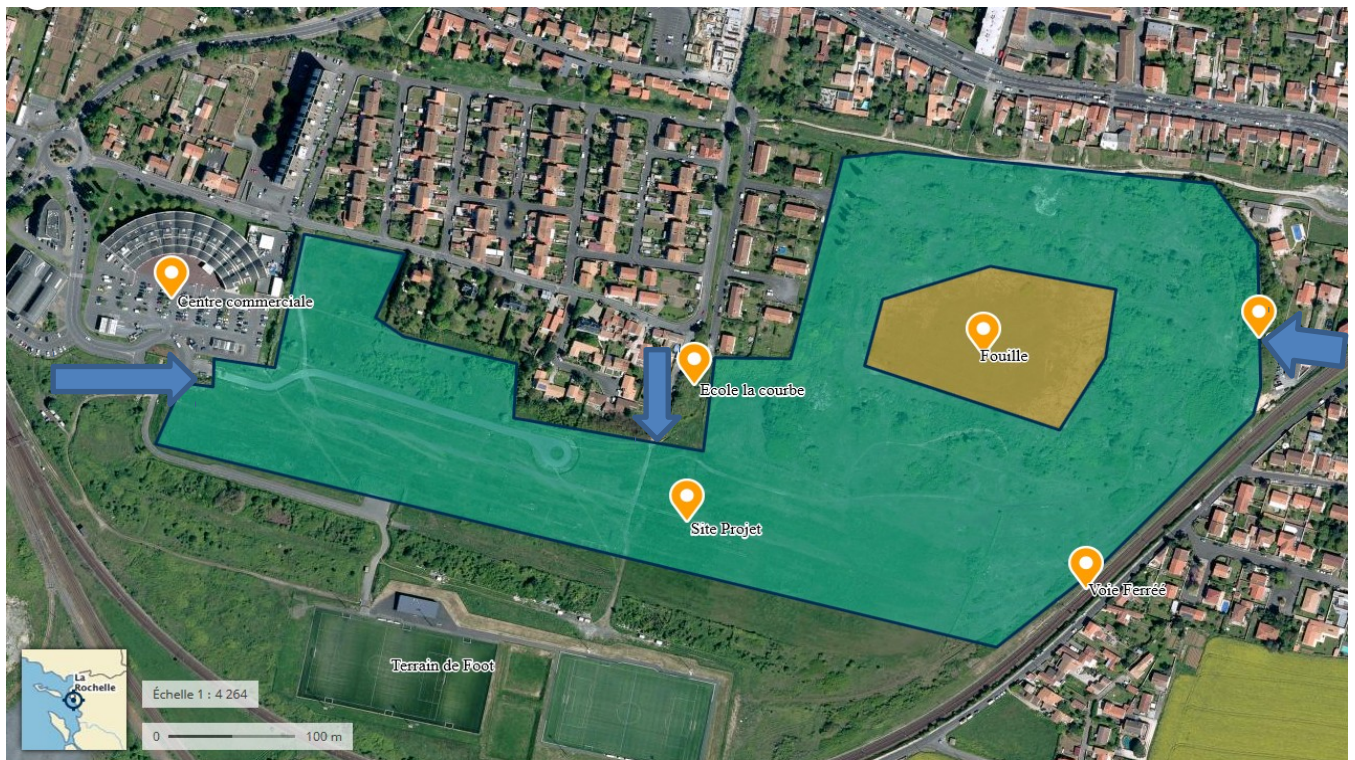 Centre commerciale
Fouille
Ecole la courbe
Site Projet
Voie Ferréé
Terrain de Foot
La
Rochelle
Échelle 1 : 4 264
0
100 m